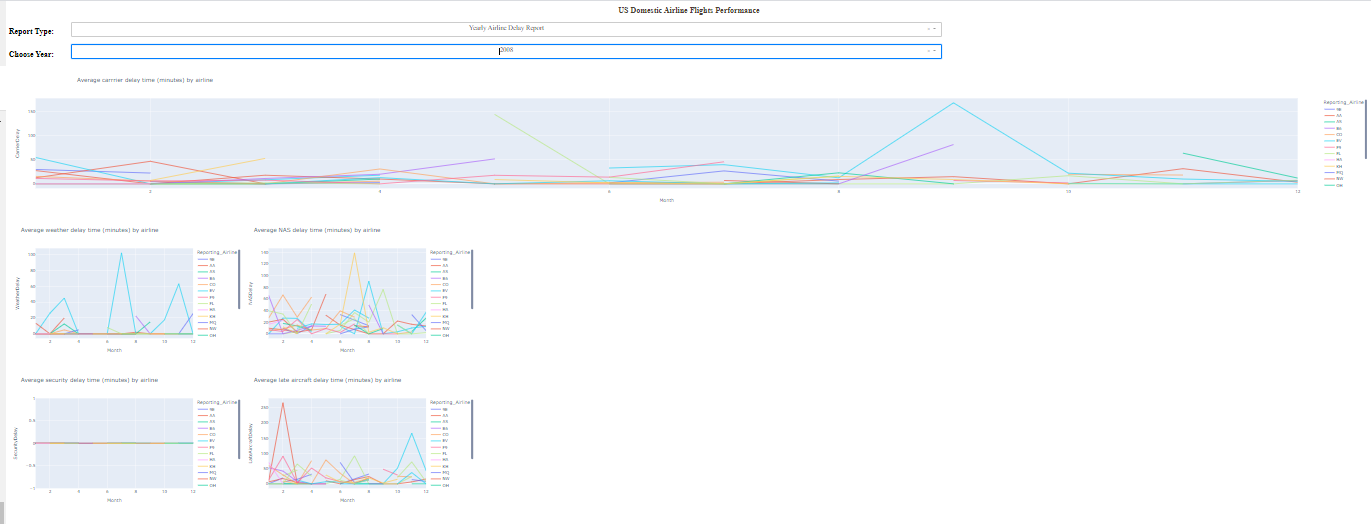 US Domestic Airline Flights Performance
Report Type:
Yearly Airline Delay Report
Choose Year:
2008
Average carrrier delay time (minutes) by airline
CarrierDelay
150
100
50
0
2
4
6
8
10
12
Month
Reporting_Airline
9E
AA
AS
B6
CO
EV
F9
FL
HA
XH
MQ
NW
OH
Average weather delay time (minutes) by airline
WeatherDelay
100
80
60
40
20
0
2
4
6
8
10
12
Month
Reporting_Airline
9E
AA
AS
B6
CO
EV
F9
FL
HA
XH
MQ
NW
OH
Average NAS delay time (minutes) by airline
NASDelay
140
120
100
80
60
40
20
0
2
4
6
8
10
12
Month
Reporting_Airline
9E
AA
AS
B6
CO
EV
F9
FL
HA
XH
MQ
NW
OH
Average security delay time (minutes) by airline
SecurityDelay
1
0.5
0
−0.5
−1
2
4
6
8
10
12
Month
Reporting_Airline
9E
AA
AS
B6
CO
EV
F9
FL
HA
XH
MQ
NW
OH
Average late aircraft delay time (minutes) by airline
LateAircraftDelay
250
200
150
100
50
0
2
4
6
8
10
12
Month
Reporting_Airline
9E
AA
AS
B6
CO
EV
F9
FL
HA
XH
MQ
NW
OH